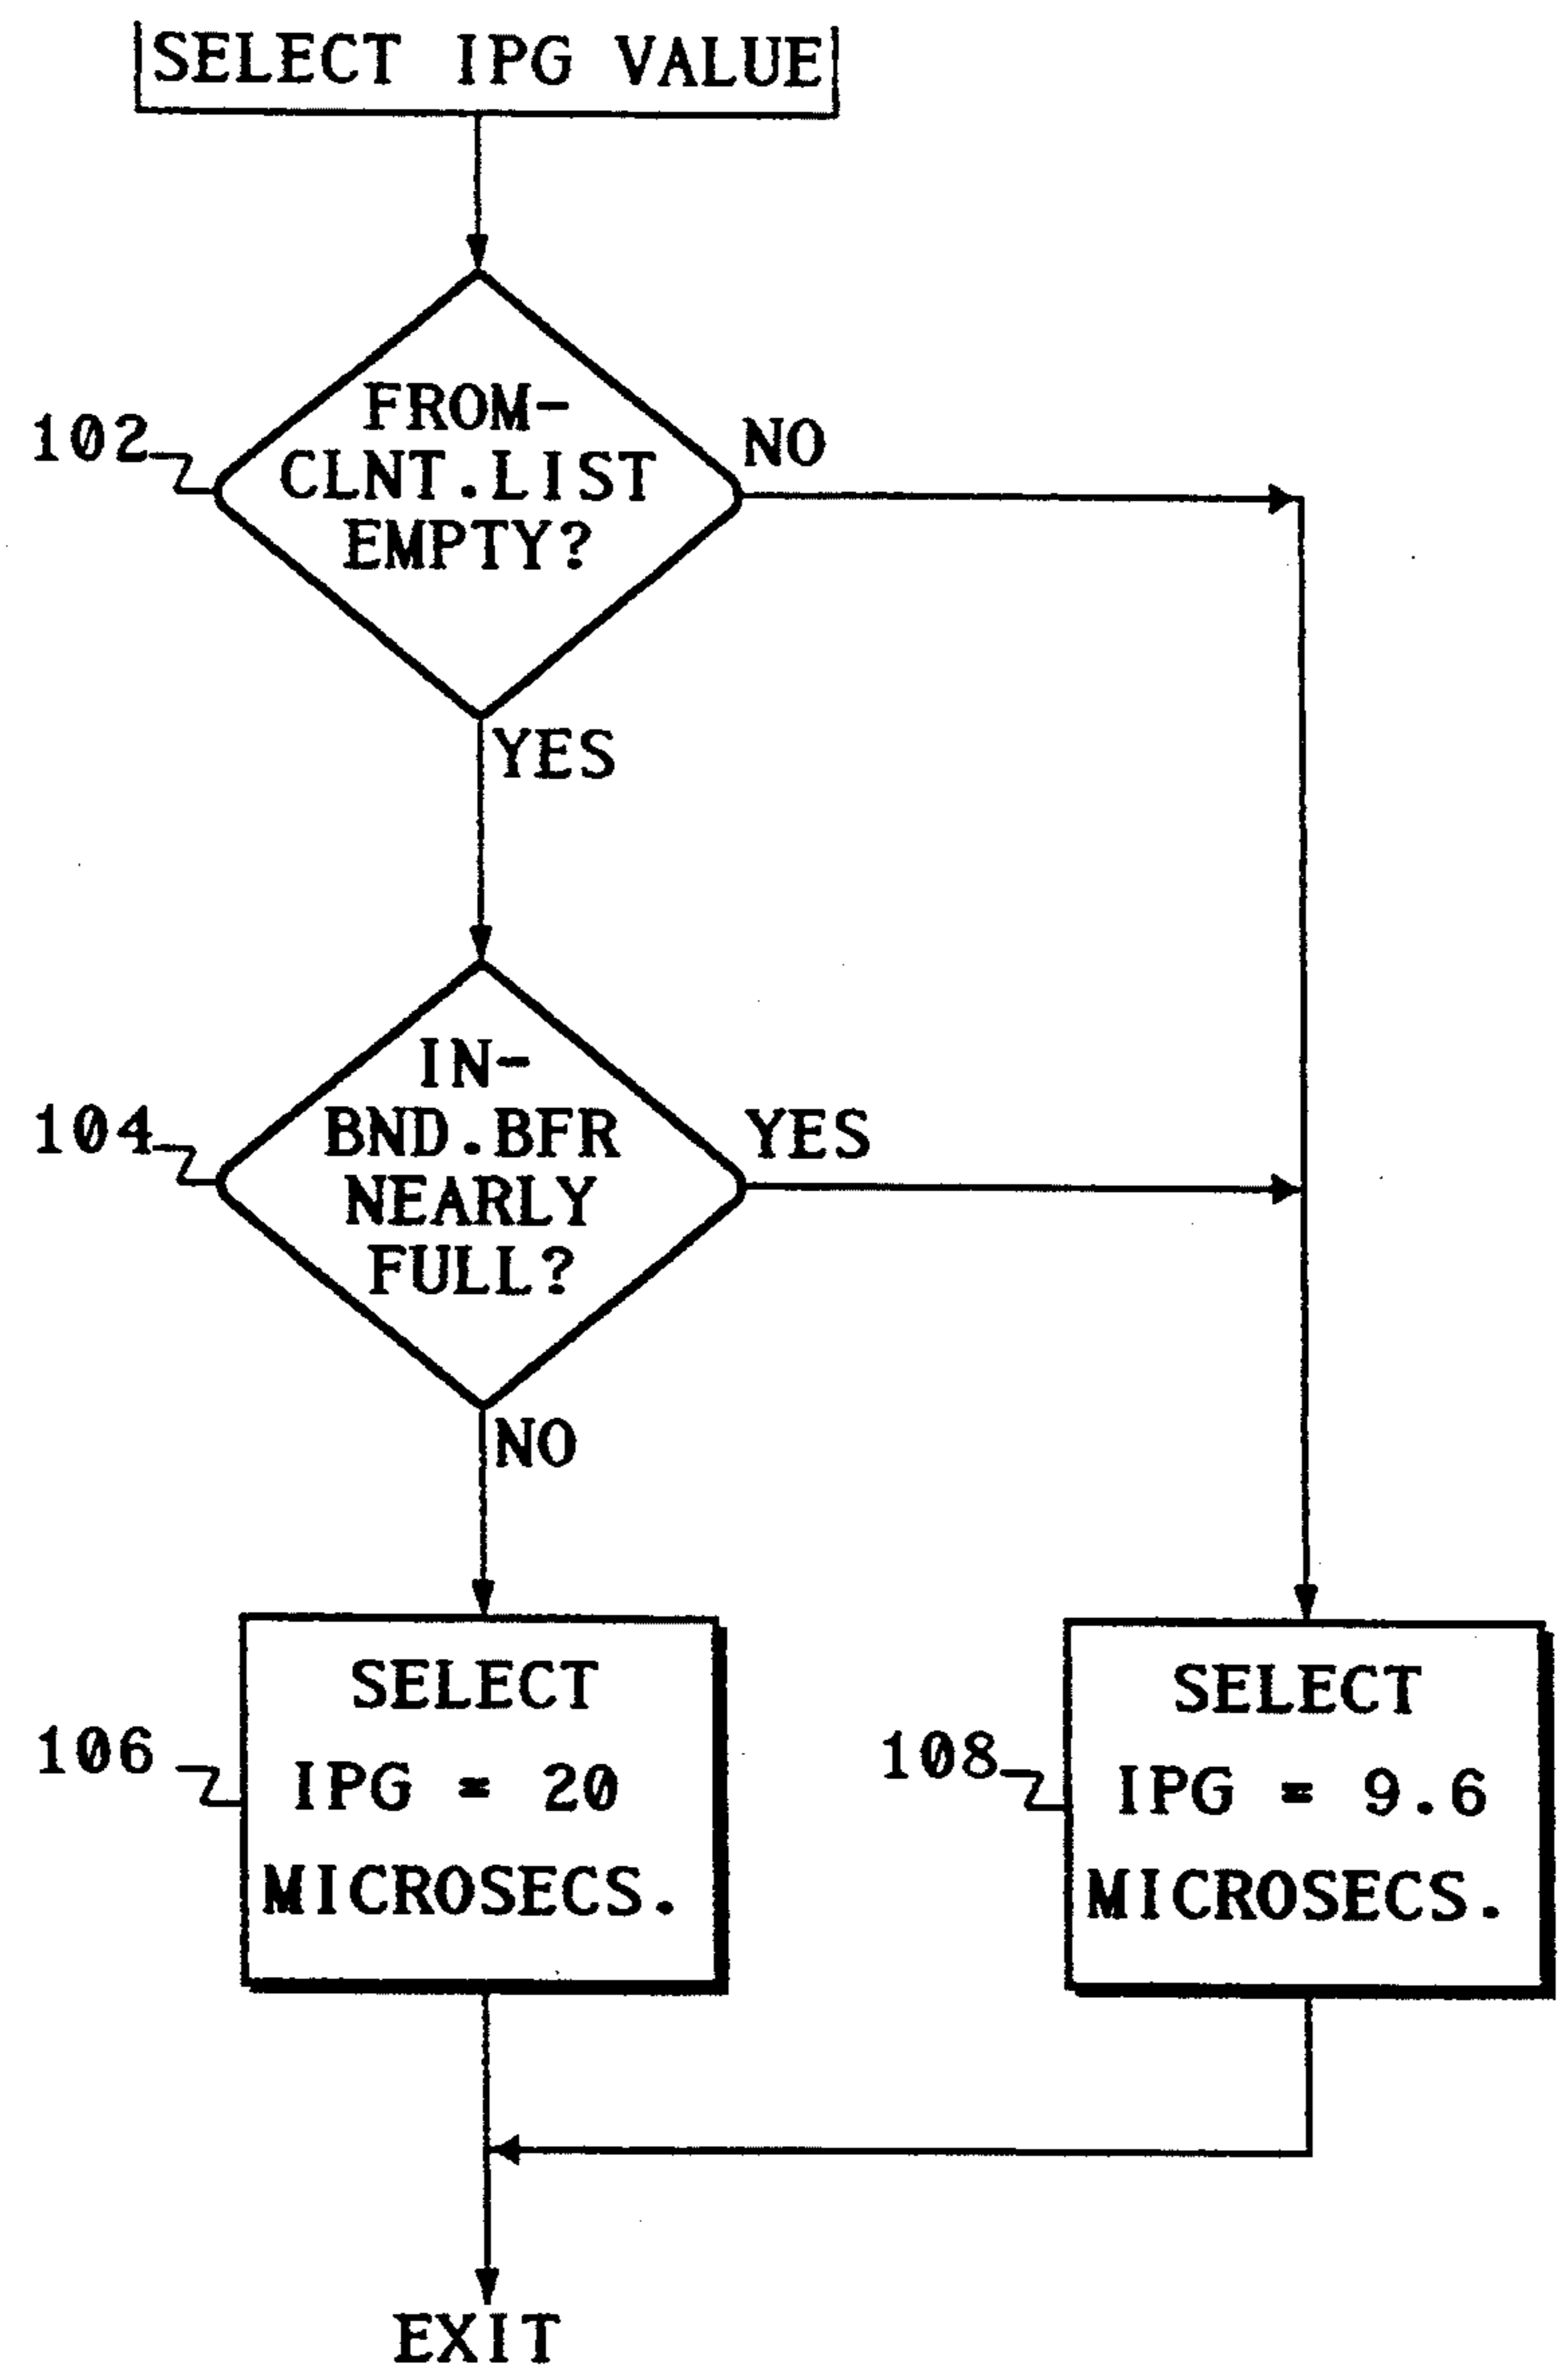 SELECT IPG VALUE
FROM-
CLNT.LIST
EMPTY?
102
NO
YES
IN-
BND.BFR
NEARLY
FULL?
104
YES
NO
SELECT
IPG = 20
MICROSECS.
106
SELECT
IPG = 9.6
MICROSECS.
108
EXIT